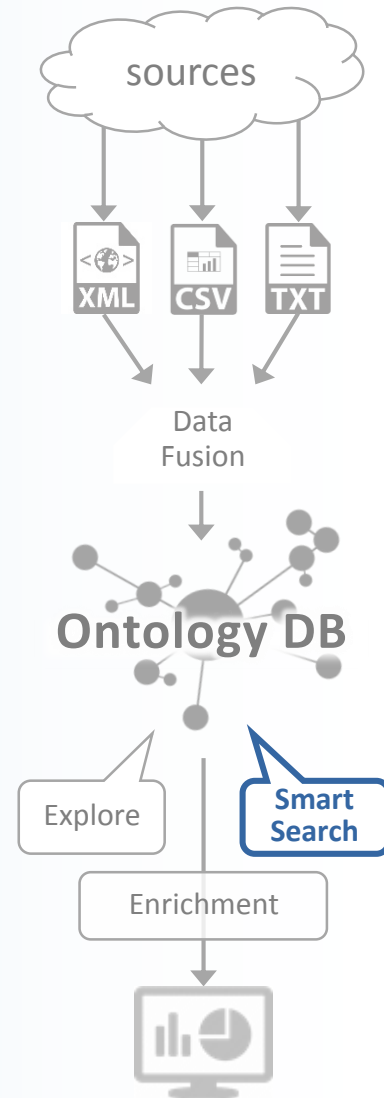 sources
XML
CSV
TXT
Data
Fusion
Ontology DB
Explore
Smart
Search
Enrichment